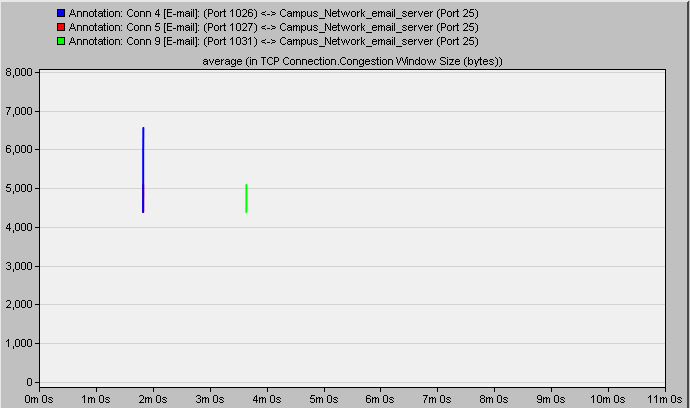 Annotation: Conn 4 [E-mail]: (Port 1026) <-> Campus_Network_email_server (Port 25)
Annotation: Conn 5 [E-mail]: (Port 1027) <-> Campus_Network_email_server (Port 25)
Annotation: Conn 9 [E-mail]: (Port 1031) <-> Campus_Network_email_server (Port 25)
average (in TCP Connection.Congestion Window Size (bytes))
8,000
7,000
6,000
5,000
4,000
3,000
2,000
1,000
0
0m 0s 1m 0s 2m 0s 3m 0s 4m 0s 5m 0s 6m 0s 7m 0s 8m 0s 9m 0s 10m 0s 11m 0s